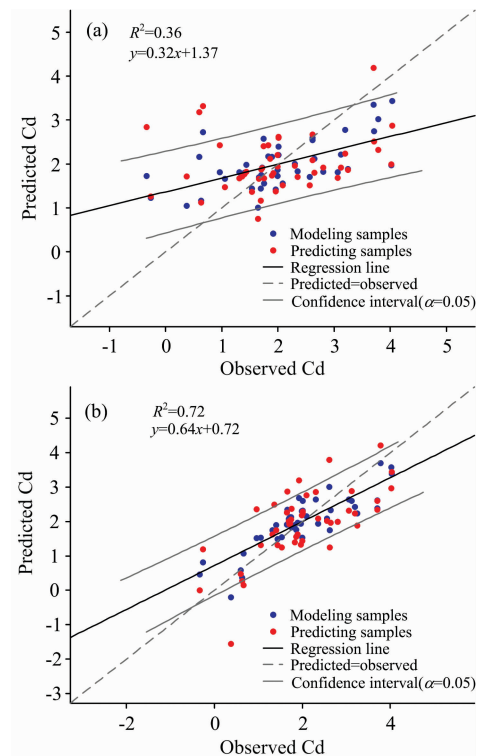 (a)
R²=0.36
y=0.32x+1.37
5
4
3
2
1
0
-1
Predicted Cd
Modeling samples
Predicting samples
Regression line
Predicted=observed
Confidence interval(α=0.05)
-1 0 1 2 3 4 5
Observed Cd
(b)
R²=0.72
y=0.64x+0.72
5
4
3
2
1
0
-1
-2
-3
Predicted Cd
Modeling samples
Predicting samples
Regression line
Predicted=observed
Confidence interval(α=0.05)
-2 0 2 4
Observed Cd